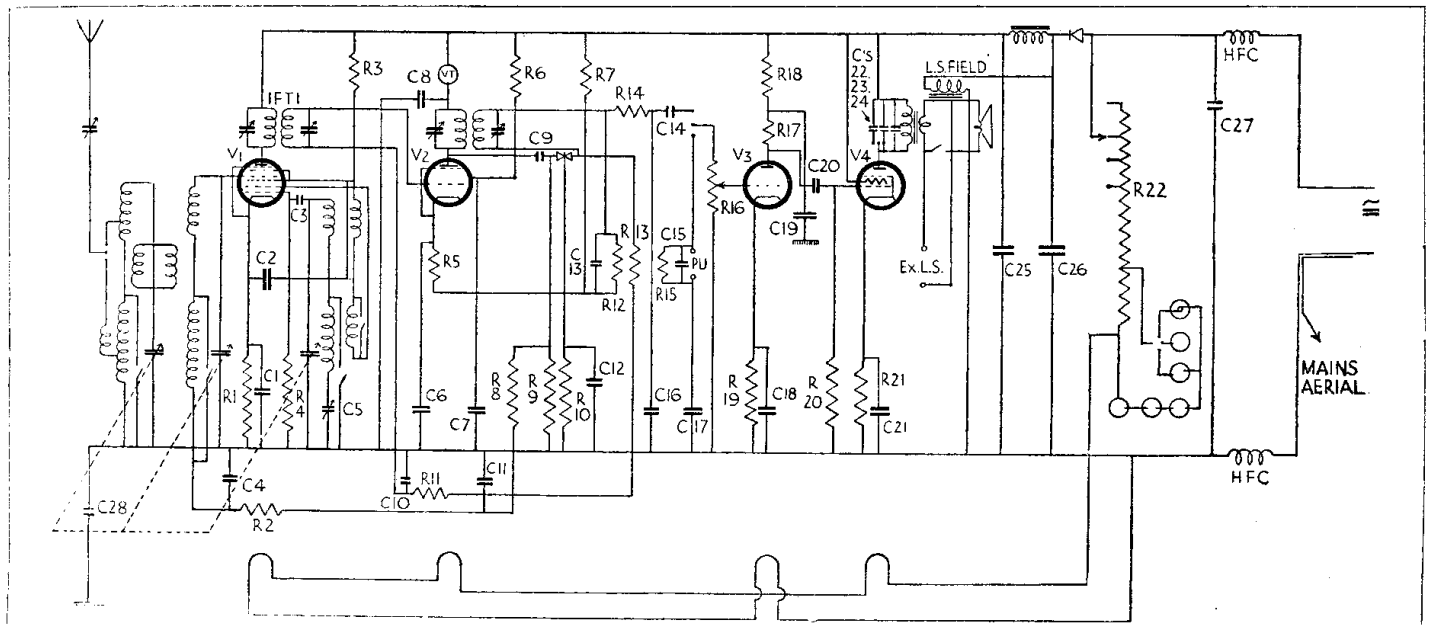 R3
C8
VT
R6
R7
R14
IFT1
C14
R18
R17
C's
22.
23.
24
L.S. FIELD
HFC
C27
V1
V2
C9
V3
C20
V4
C3
R16
R22
C2
R5
C
13
R12
R
13
C15
PU
R15
C19
Ex.L.S.
C25
C26
MAINS
AERIAL
R1
C1
R
4
C5
C6
C7
R
8
R
9
R
10
C12
C16
C17
R
19
C18
R
20
R21
C21
C28
C4
R2
C10
R11
C11
HFC